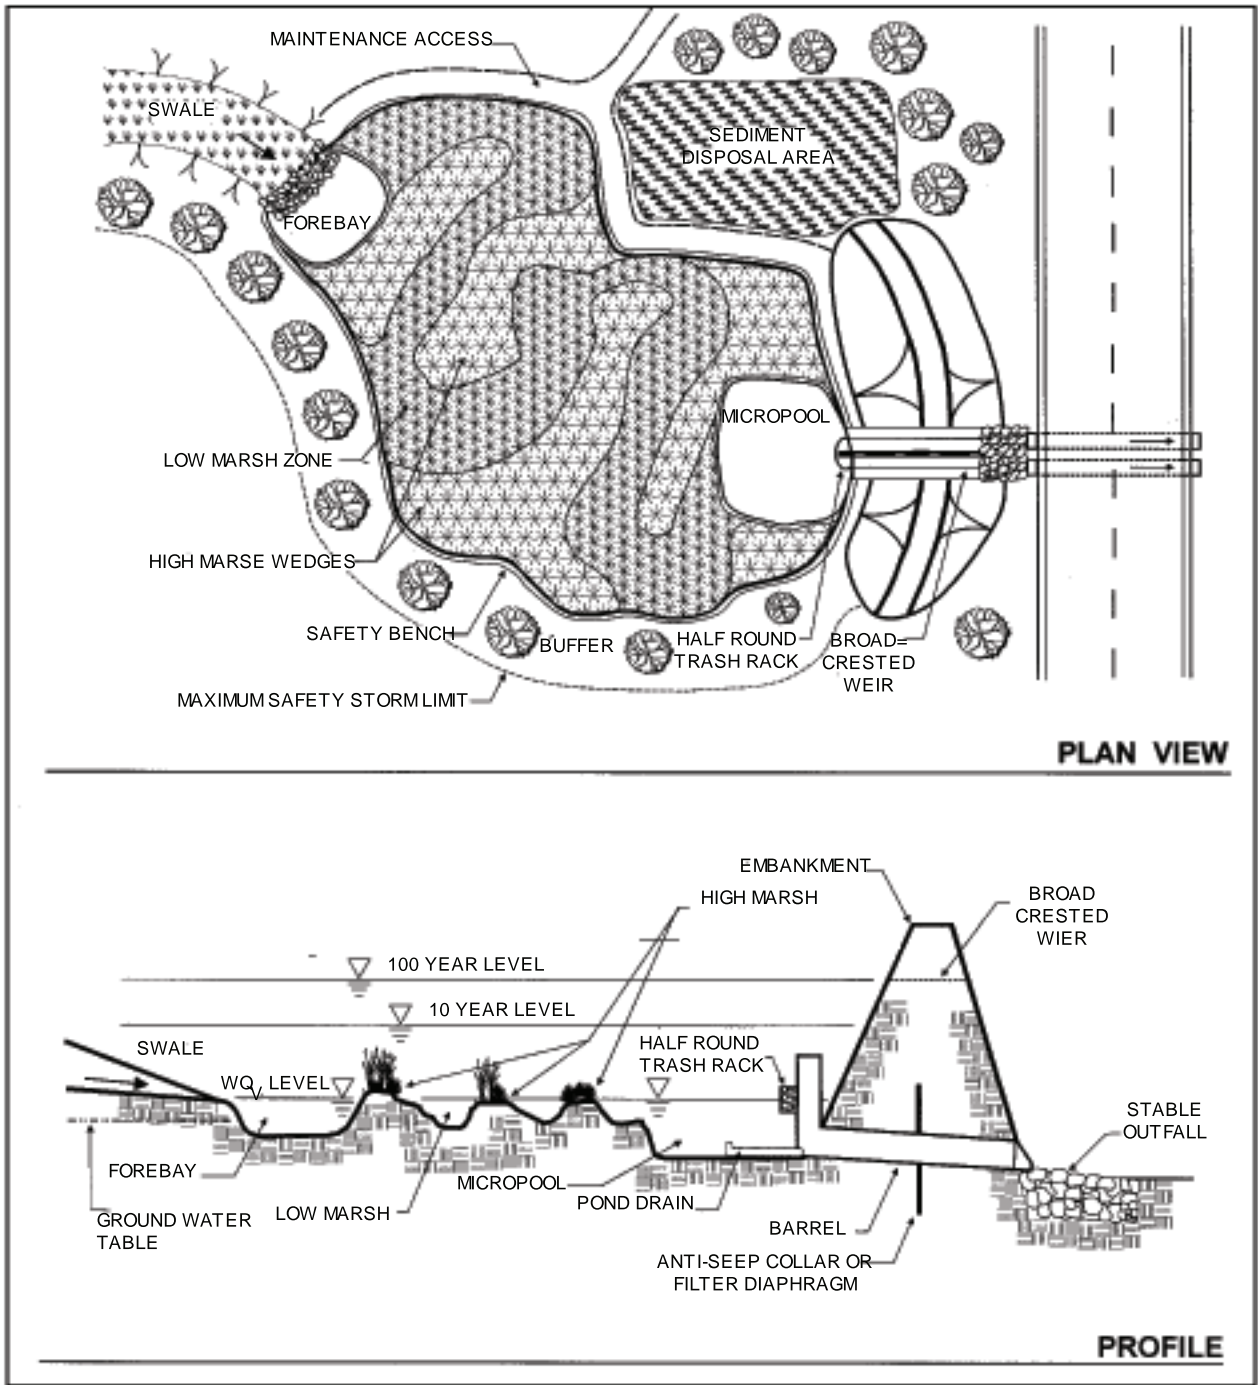 MAINTENANCE ACCESS
SWALE
SEDIMENT
DISPOSAL AREA
FOREBAY
MICROPOOL
LOW MARSH ZONE
HIGH MARSE WEDGES
SAFETY BENCH
BUFFER
HALF ROUND
TRASH RACK
BROAD=
CRESTED
WEIR
MAXIMUM SAFETY STORM LIMIT
PLAN VIEW
EMBANKMENT
HIGH MARSH
BROAD
CRESTED
WIER
100 YEAR LEVEL
10 YEAR LEVEL
SWALE
HALF ROUND
TRASH RACK
WQV LEVEL
STABLE
OUTFALL
FOREBAY
MICROPOOL
POND DRAIN
LOW MARSH
GROUND WATER
TABLE
BARREL
ANTI-SEEP COLLAR OR
FILTER DIAPHRAGM
PROFILE